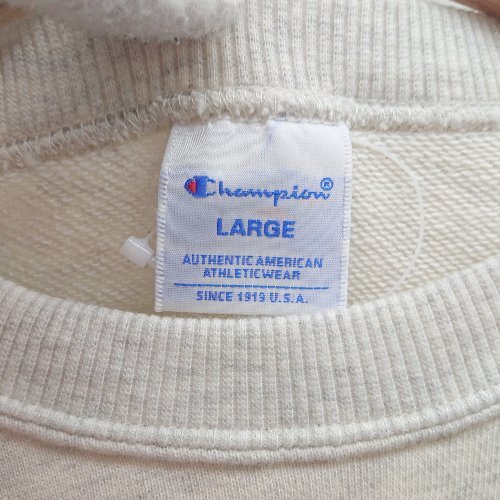 Champion®
LARGE
AUTHENTIC AMERICAN
ATHLETICWEAR
SINCE 1919 U.S.A.